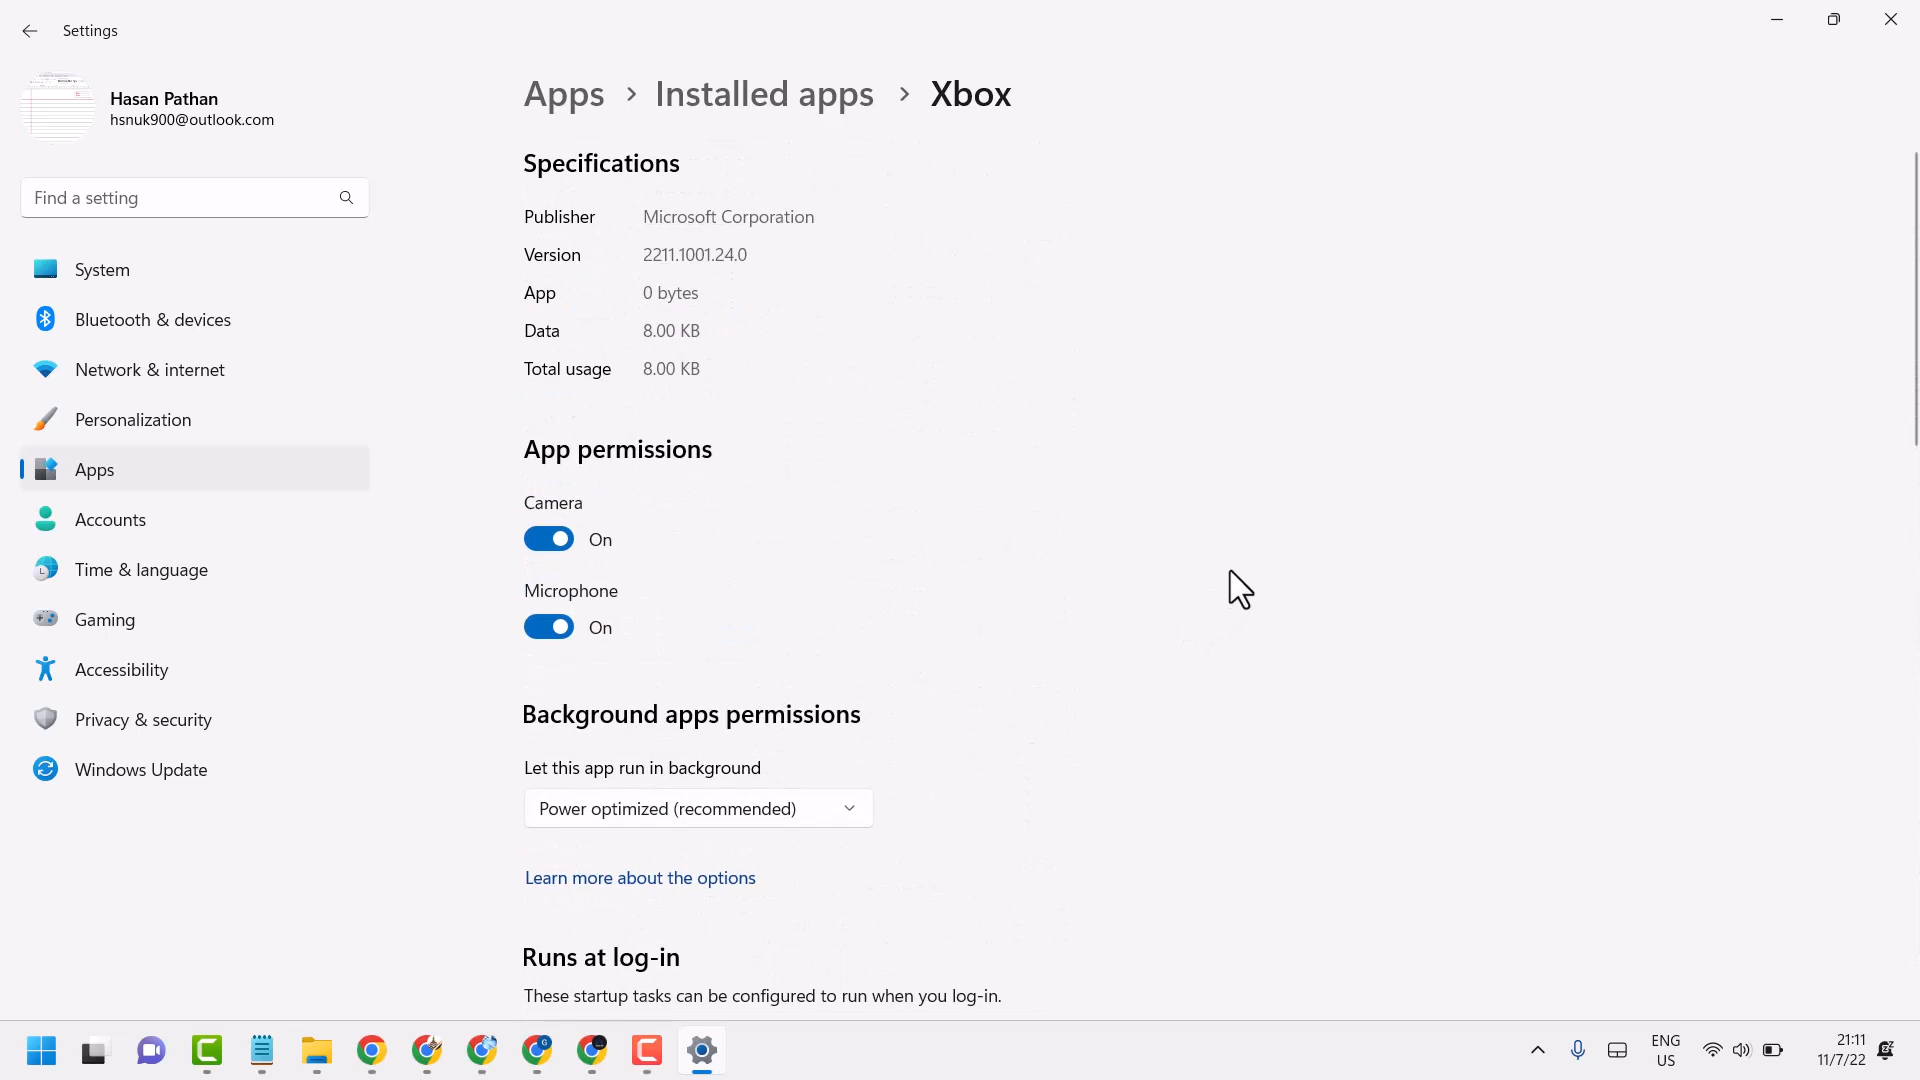 Settings
Hasan Pathan
hsnuk900@outlook.com
Find a setting
System
Bluetooth & devices
Network & internet
Personalization
Apps
Accounts
Time & language
Gaming
Accessibility
Privacy & security
Windows Update
Apps > Installed apps > Xbox
Specifications
Publisher Microsoft Corporation
Version 2211.1001.24.0
App 0 bytes
Data 8.00 KB
Total usage 8.00 KB
App permissions
Camera
On
Microphone
On
Background apps permissions
Let this app run in background
Power optimized (recommended)
Learn more about the options
Runs at log-in
These startup tasks can be configured to run when you log-in.
ENG
US
21:11
11/7/22